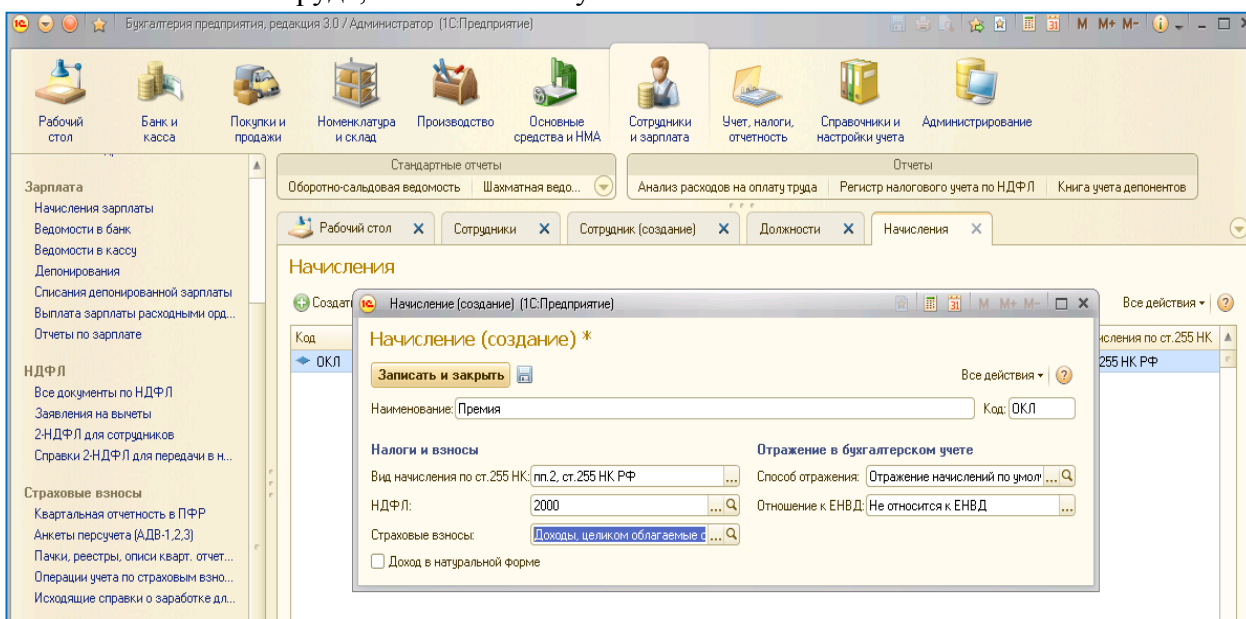 Бухгалтерия предприятия, редакция 3.0 / Администратор (1С:Предприятие)
M M+ M-
Рабочий стол
Банк и касса
Покупки и продажи
Номенклатура и склад
Производство
Основные средства и НМА
Сотрудники и зарплата
Учет, налоги, отчетность
Справочники и настройки учета
Администрирование
Стандартные отчеты
Оборотно-сальдовая ведомость Шахматная ведо...
Отчеты
Анализ расходов на оплату труда Регистр налогового учета по НДФЛ Книга учета депонентов
Зарплата
Начисления зарплаты
Ведомости в банк
Ведомости в кассу
Депонирования
Списания депонированной зарплаты
Выплата зарплаты расходными орд...
Отчеты по зарплате
НДФЛ
Все документы по НДФЛ
Заявления на вычеты
2-НДФЛ для сотрудников
Справки 2-НДФЛ для передачи в н...
Страховые взносы
Квартальная отчетность в ПФР
Анкеты персучета (АДВ-1,2,3)
Пачки, реестры, описи кварт. отчет...
Операции учета по страховым взно...
Исходящие справки о заработке дл...
Рабочий стол Сотрудники Сотрудник (создание) Должности Начисления
Начисления
Создат
Все действия
Код
исления по ст.255 НК
ОКЛ
255 НК РФ
Начисление (создание) (1С:Предприятие)
M M+ M-
Начисление (создание) *
Записать и закрыть
Все действия
Наименование: Премия
Код: ОКЛ
Налоги и взносы
Отражение в бухгалтерском учете
Вид начисления по ст.255 НК: пп.2, ст.255 НК РФ ...
Способ отражения: Отражение начислений по умол ...
НДФЛ: 2000 ...
Отношение к ЕНВД: Не относится к ЕНВД ...
Страховые взносы: Доходы, целиком облагаемые с ...
Доход в натуральной форме